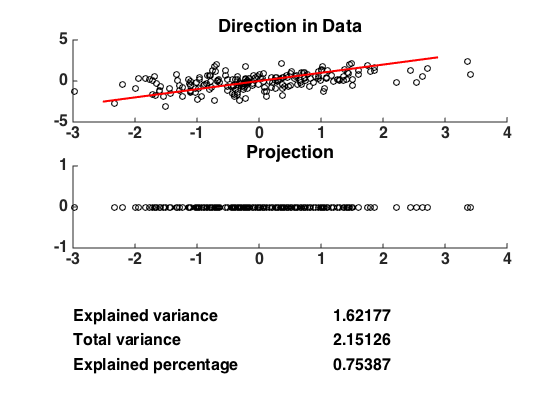 Direction in Data
5
0
-5
-3 -2 -1 0 1 2 3 4
Projection
1
0
-1
-3 -2 -1 0 1 2 3 4
Explained variance 1.62177
Total variance 2.15126
Explained percentage 0.75387